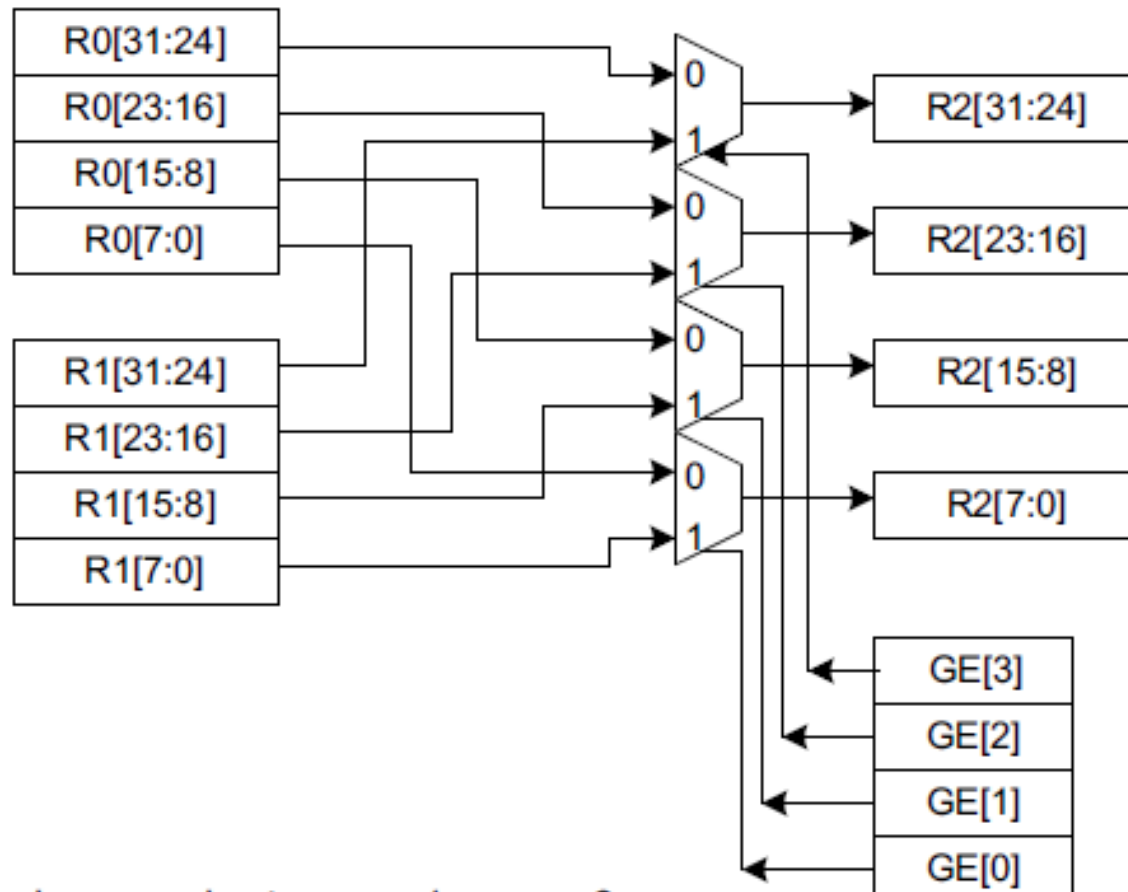 R0[31:24]
R0[23:16]
R0[15:8]
R0[7:0]
R1[31:24]
R1[23:16]
R1[15:8]
R1[7:0]
0
1
0
1
0
1
0
1
R2[31:24]
R2[23:16]
R2[15:8]
R2[7:0]
GE[3]
GE[2]
GE[1]
GE[0]